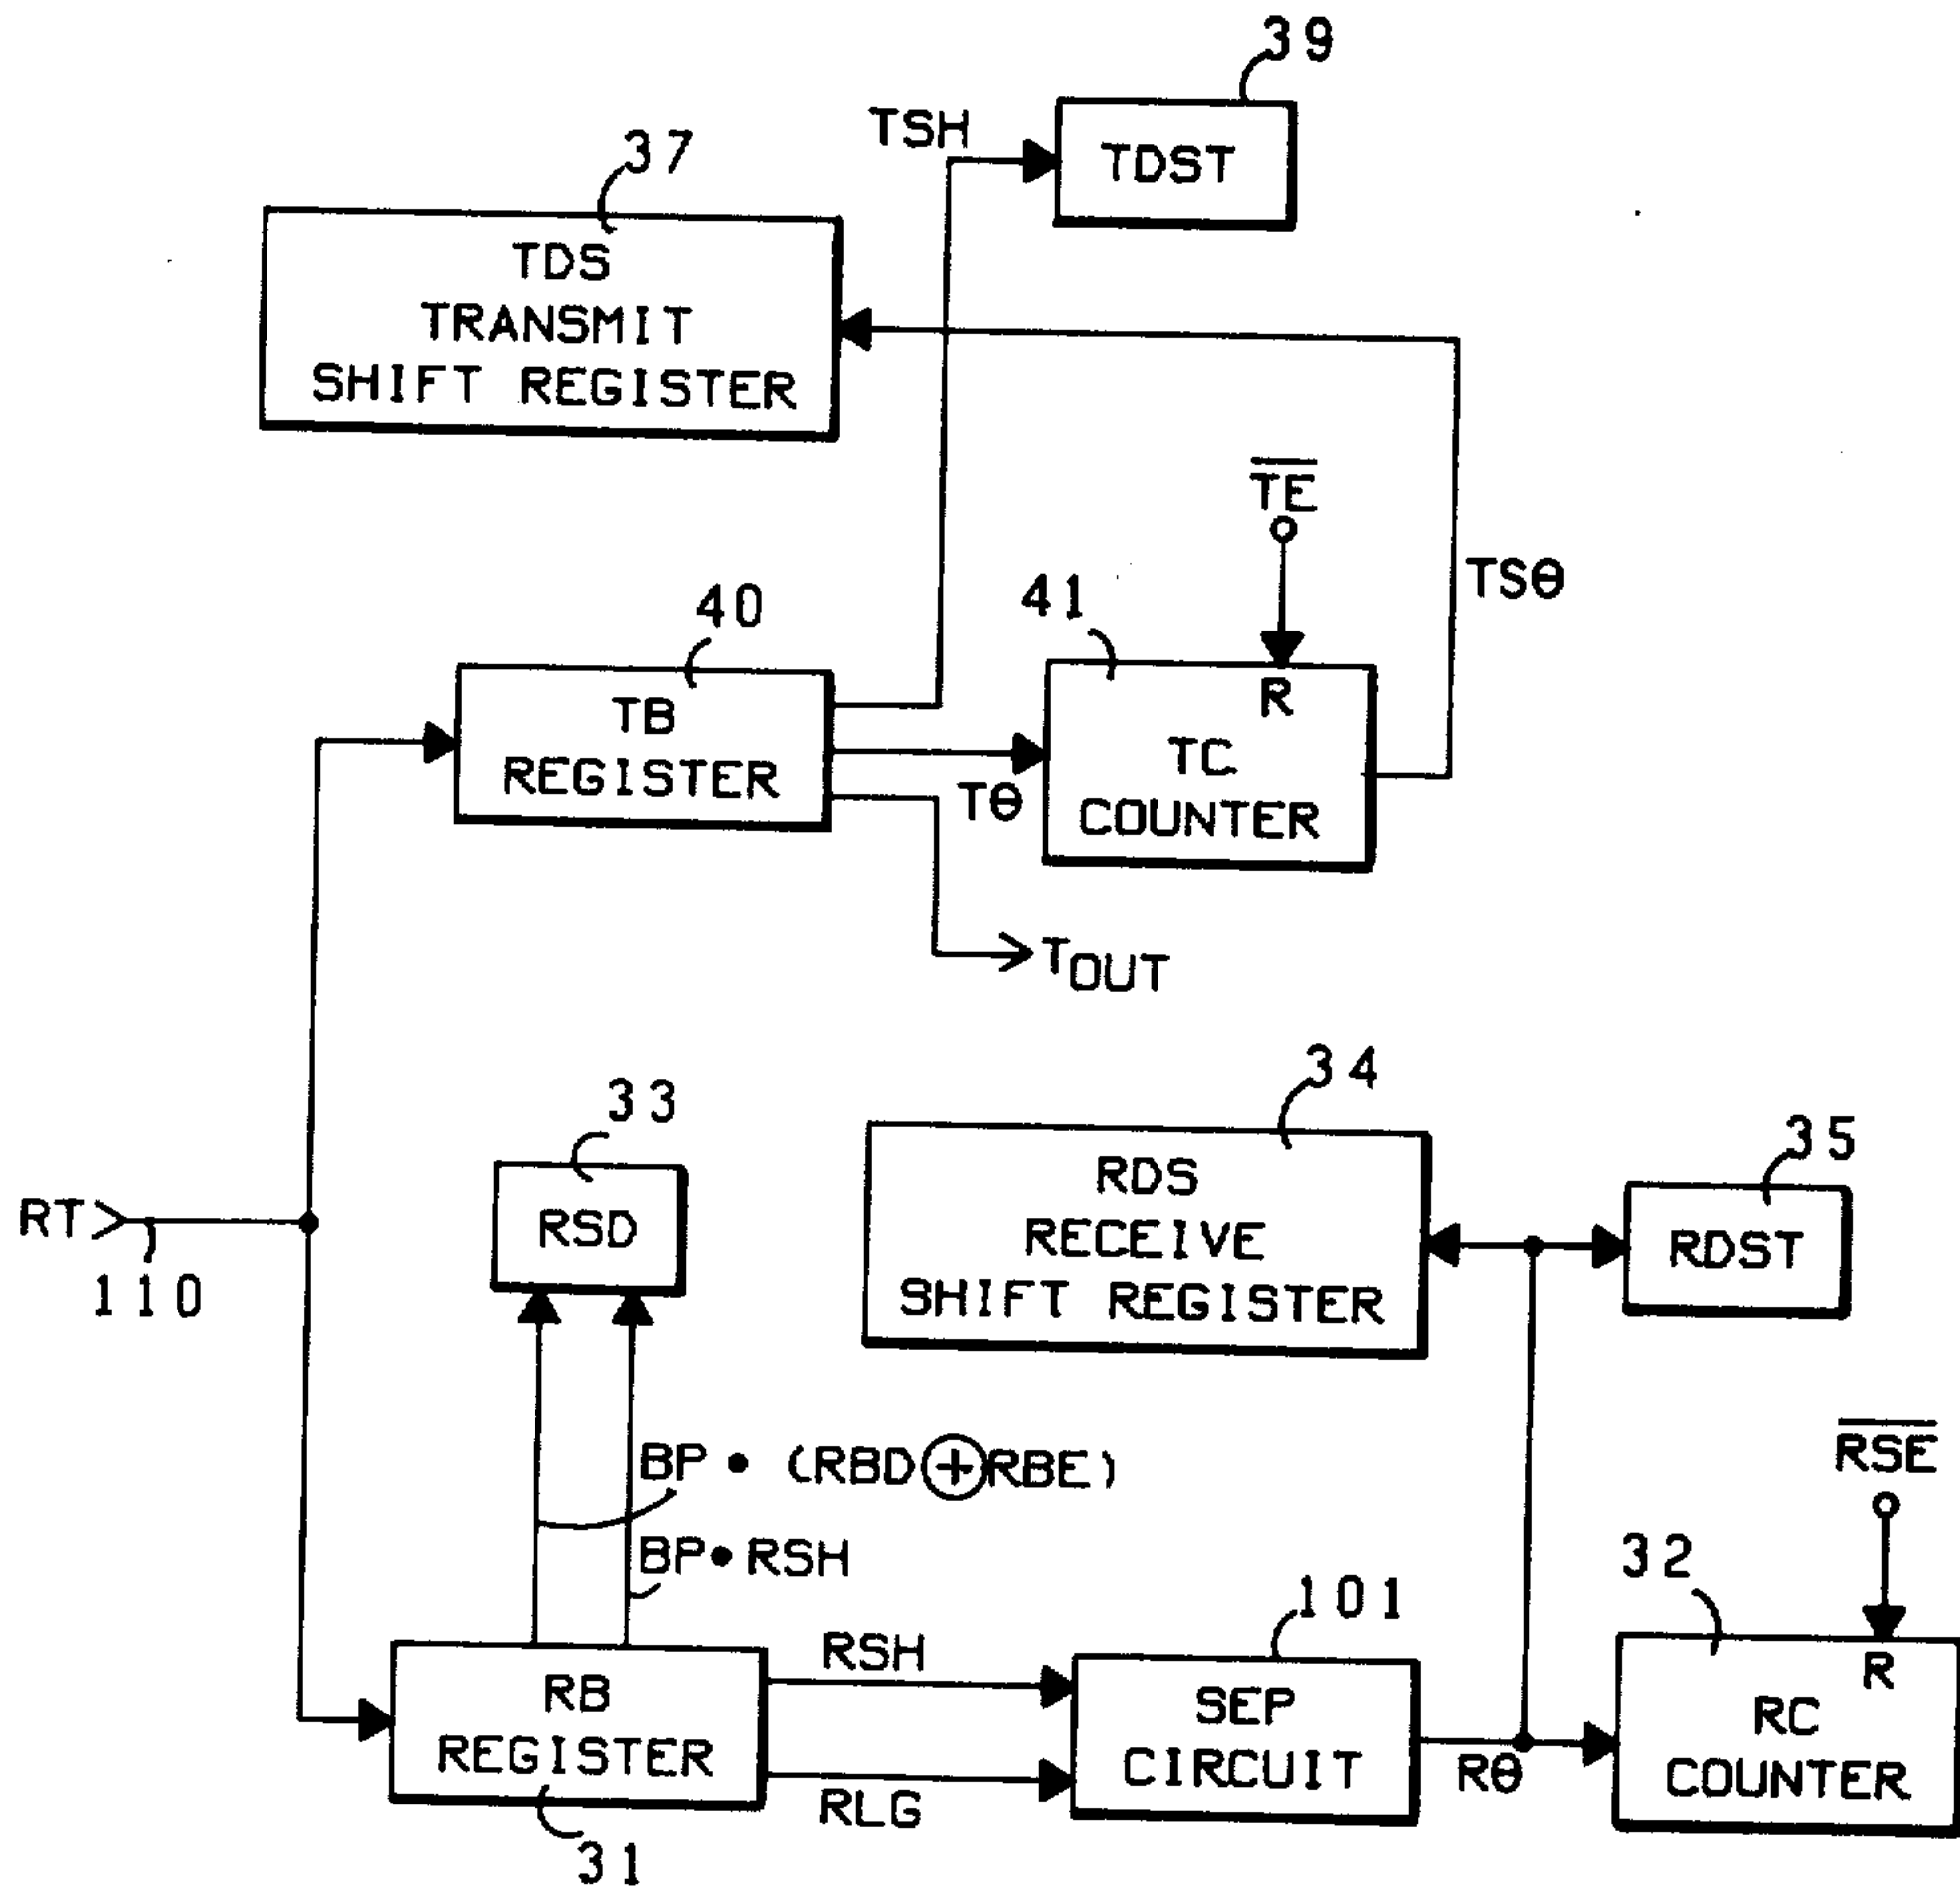 39
TSH
TDST
37
TDS
TRANSMIT
SHIFT REGISTER
TE
TSθ
40
41
TB
REGISTER
R
TC
COUNTER
Tθ
TOUT
34
33
35
RDS
RECEIVE
SHIFT REGISTER
RT
110
RSD
RDST
BP • (RBD⊕RBE)
RSE
BP•RSH
32
101
RSH
RB
REGISTER
SEP
CIRCUIT
R
RC
COUNTER
Rθ
RLG
31